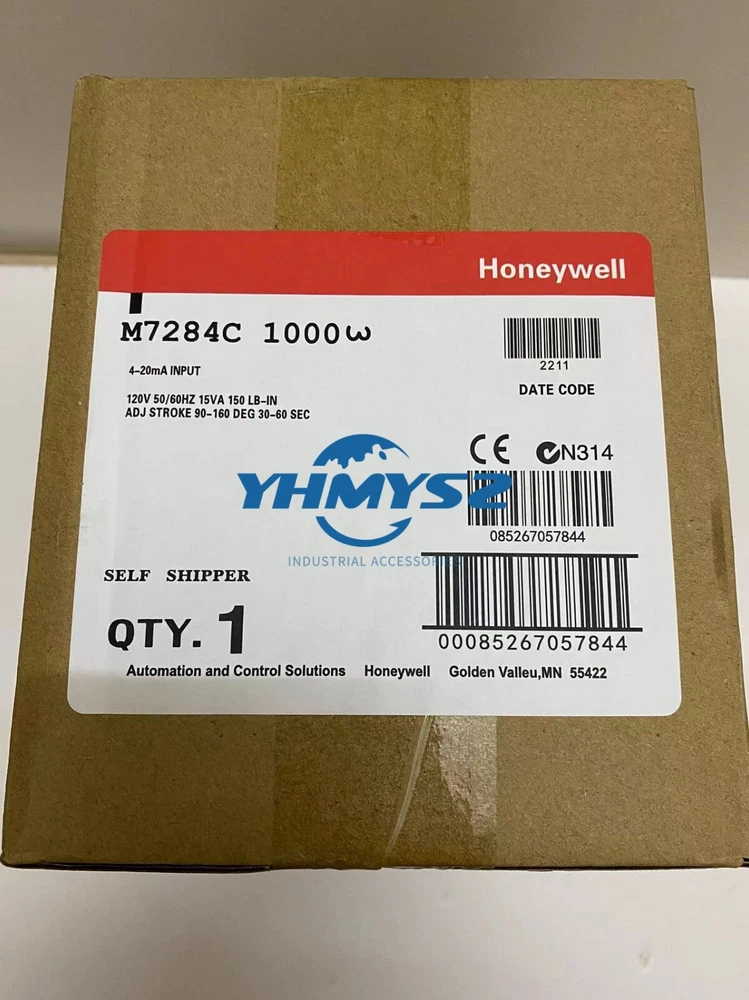 Honeywell
M7284C 1000ω
2211
4-20mA INPUT
DATE CODE
120V 50/60HZ 15VA 150 LB-IN
ADJ STROKE 90-160 DEG 30-60 SEC
CE N314
YHMYSZ
085267057844
INDUSTRIAL ACCESSORIES
SELF SHIPPER
QTY. 1
00085267057844
Automation and Control Solutions Honeywell Golden Valleu,MN 55422